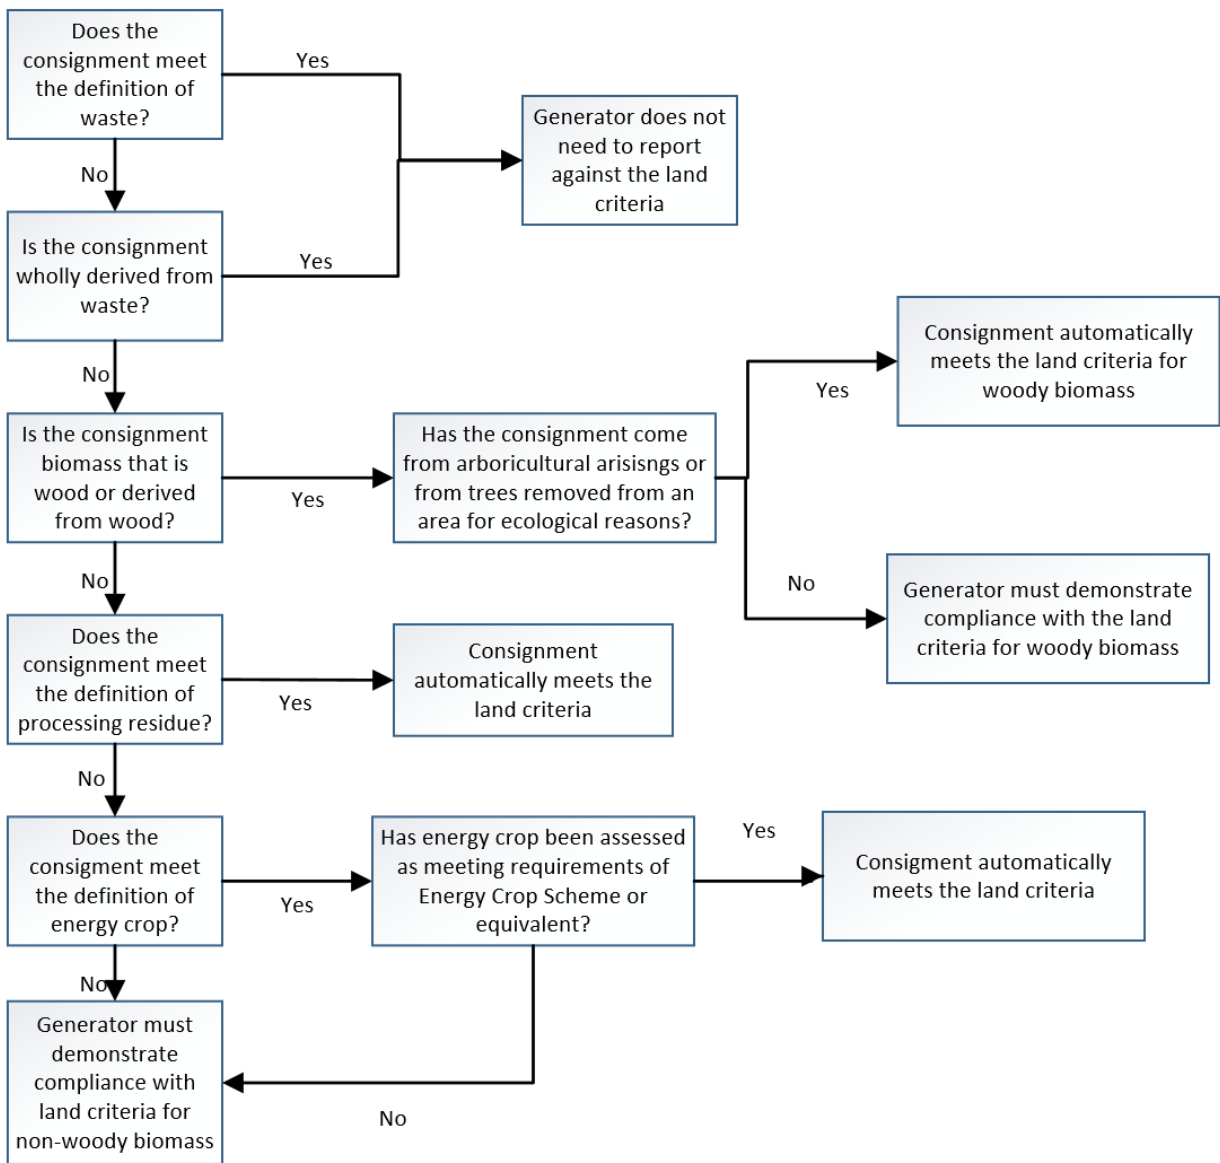 Does the
consignment meet
the definition of
waste?
Yes
Generator does not
need to report
against the land
criteria
No
Is the consignment
wholly derived from
waste?
Yes
No
Consignment automatically
meets the land criteria for
woody biomass
Yes
Is the consignment
biomass that is
wood or derived
from wood?
Yes
Has the consignment come
from arboricultural arisisngs or
from trees removed from an
area for ecological reasons?
No
Generator must demonstrate
compliance with the land
criteria for woody biomass
No
Does the
consignment meet
the definition of
processing residue?
Yes
Consignment
automatically meets the
land criteria
No
Does the
consigment meet
the definition of
energy crop?
Yes
Has energy crop been assessed
as meeting requirements of
Energy Crop Scheme or
equivalent?
Yes
Consigment automatically
meets the land criteria
No
Generator must
demonstrate
compliance with
land criteria for
non-woody biomass
No